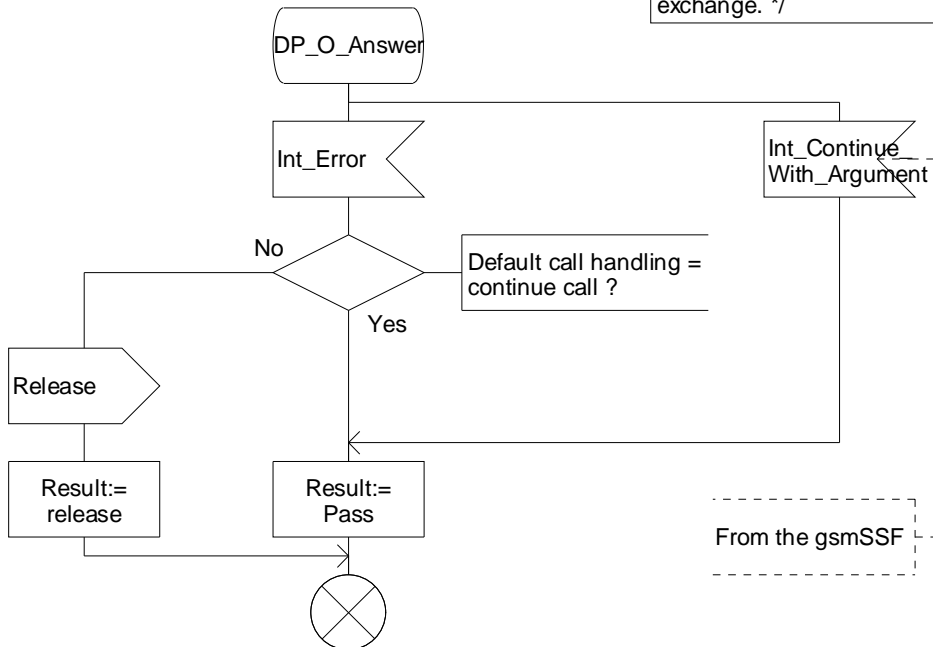 exchange. */
DP_O_Answer
Int_Error
Int_Continue_
With_Argument
No
Default call handling =
continue call ?
Yes
Release
Result:=
release
Result:=
Pass
From the gsmSSF